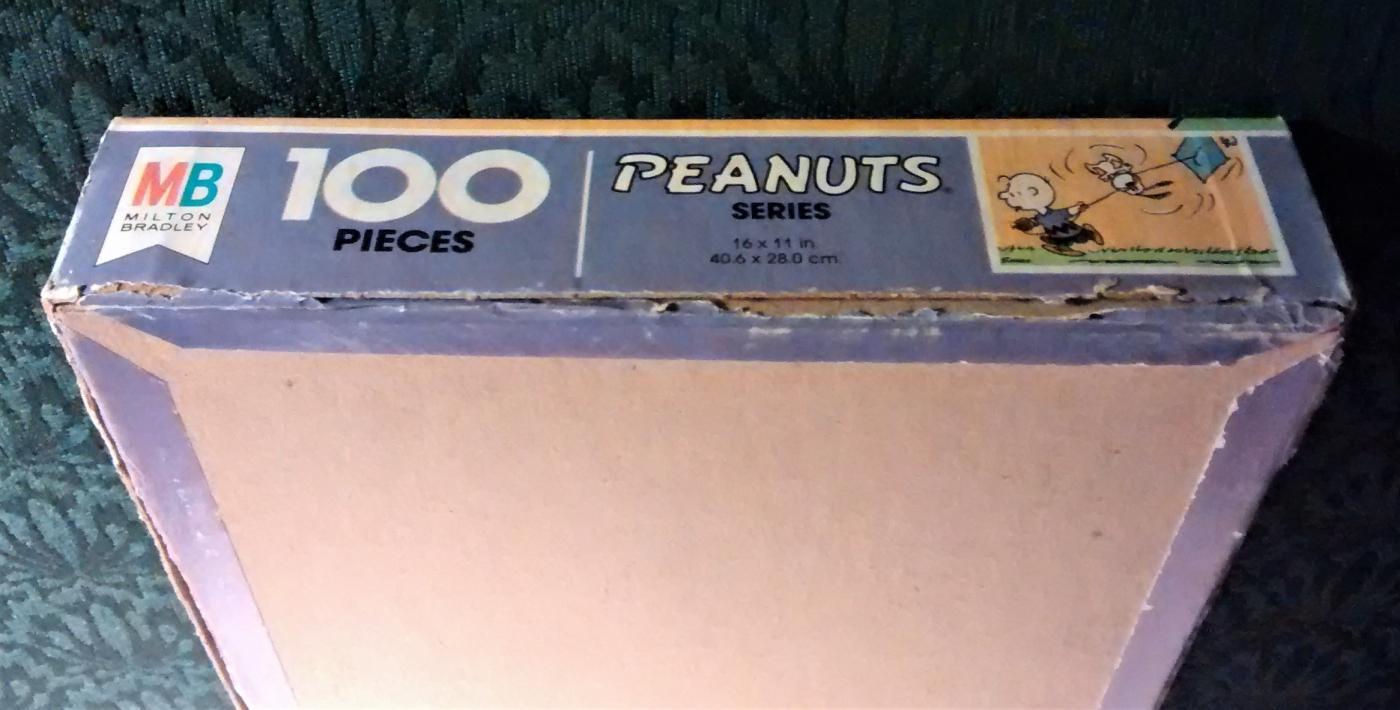 MB
MILTON
BRADLEY
100
PIECES
PEANUTS
SERIES
16 x 11 in.
40.6 x 28.0 cm.